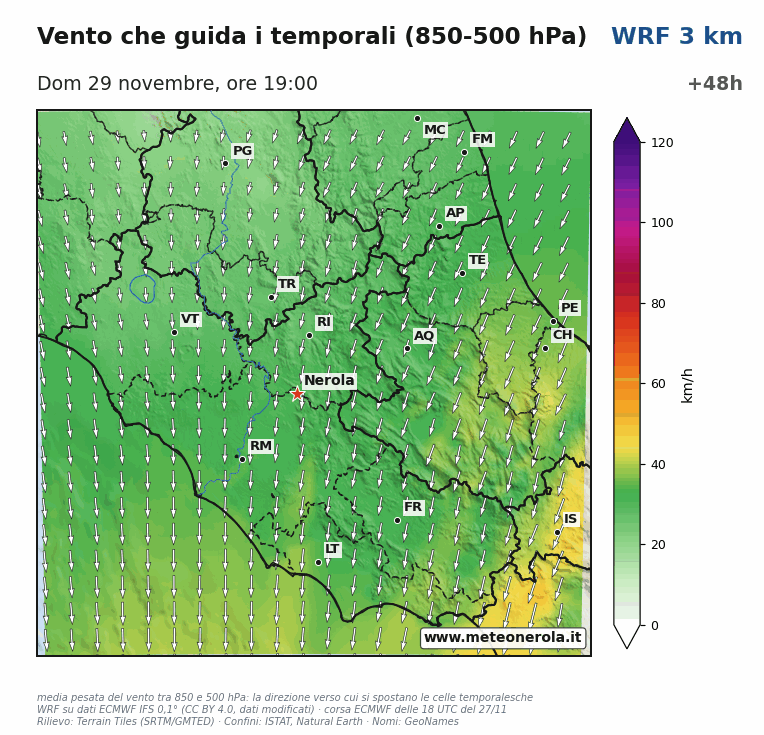 Vento che guida i temporali (850-500 hPa) WRF 3 km
Dom 29 novembre, ore 19:00 +48h
MC
FM
PG
AP
TE
TR
PE
VT
RI
AQ
CH
Nerola
RM
FR
IS
LT
www.meteonerola.it
120
100
80
60
40
20
0
km/h
media pesata del vento tra 850 e 500 hPa: la direzione verso cui si spostano le celle temporalesche
WRF su dati ECMWF IFS 0,1° (CC BY 4.0, dati modificati) · corsa ECMWF delle 18 UTC del 27/11
Rilievo: Terrain Tiles (SRTM/GMTED) · Confini: ISTAT, Natural Earth · Nomi: GeoNames